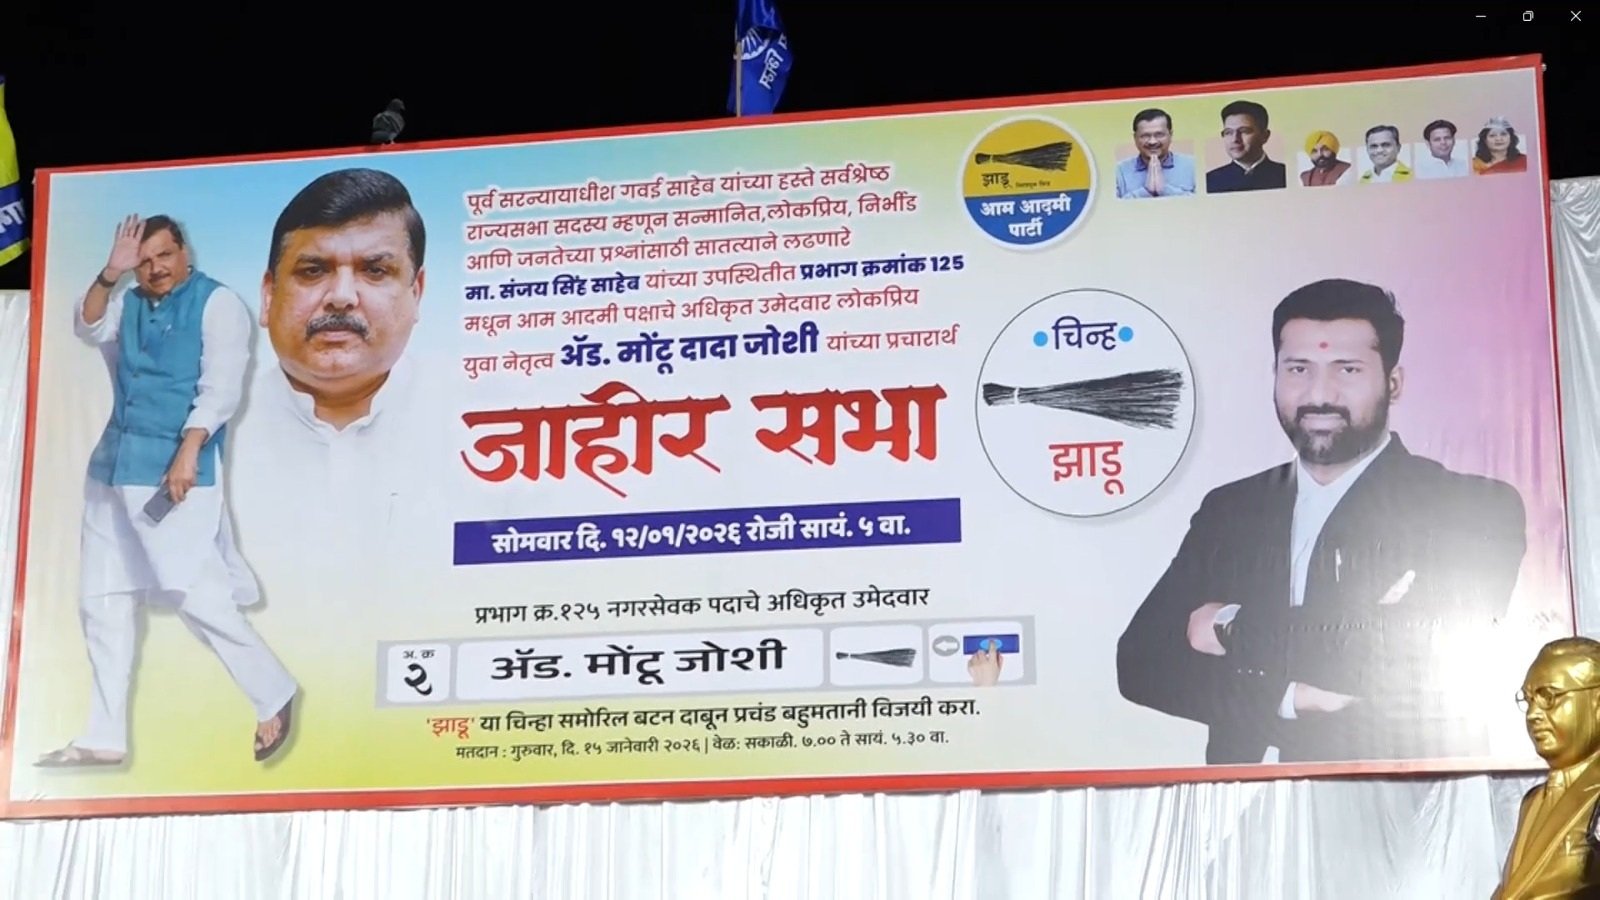 पूर्व सरन्यायाधीश गवई साहेब यांच्या हस्ते सर्वश्रेष्ठ
राज्यसभा सदस्य म्हणून सन्मानित,लोकप्रिय, निर्भीड
आणि जनतेच्या प्रश्नांसाठी सातत्याने लढणारे
मा. संजय सिंह साहेब यांच्या उपस्थितीत प्रभाग क्रमांक 125
मधून आम आदमी पक्षाचे अधिकृत उमेदवार लोकप्रिय
युवा नेतृत्व ॲड. मोंटू दादा जोशी यांच्या प्रचारार्थ
जाहीर सभा
सोमवार दि. १२/०१/२०२६ रोजी सायं. ५ वा.
झाडू
आम आदमी
पार्टी
चिन्ह
झाडू
प्रभाग क्र.१२५ नगरसेवक पदाचे अधिकृत उमेदवार
अ. क्र
२
ॲड. मोंटू जोशी
'झाडू' या चिन्हा समोरिल बटन दाबून प्रचंड बहुमतानी विजयी करा.
मतदान : गुरुवार, दि. १५ जानेवारी २०२६ | वेळ: सकाळी. ७.०० ते सायं. ५.३० वा.